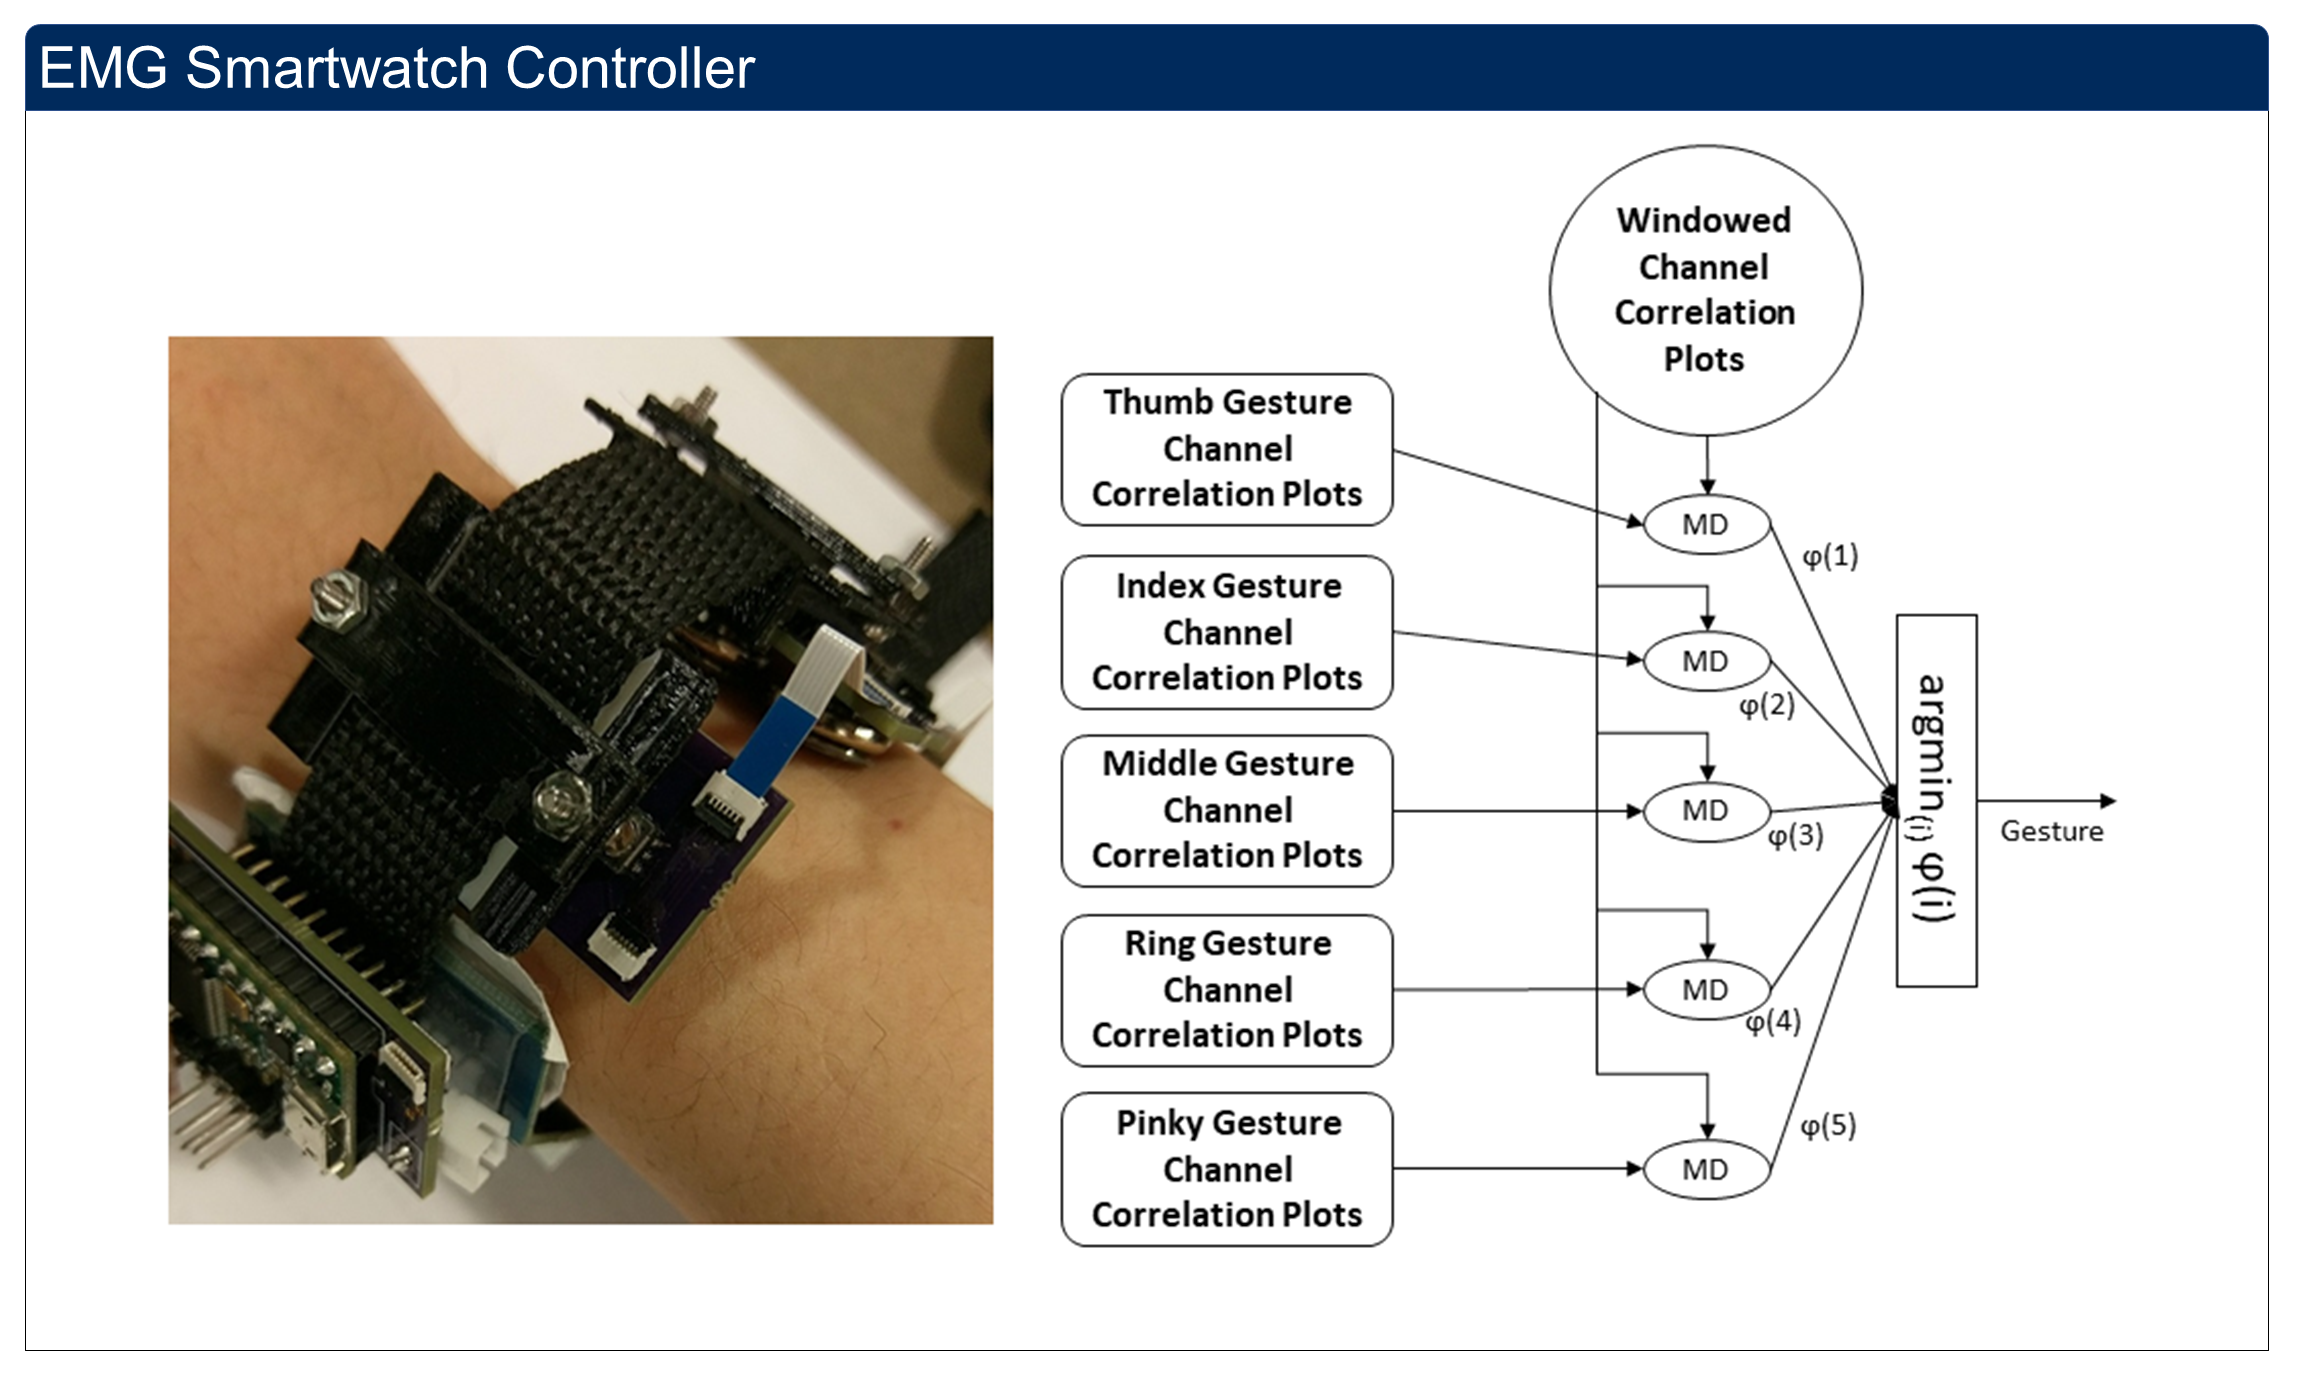 EMG Smartwatch Controller
Windowed
Channel
Correlation
Plots
Thumb Gesture
Channel
Correlation Plots
MD
φ(1)
Index Gesture
Channel
Correlation Plots
MD
φ(2)
Middle Gesture
Channel
Correlation Plots
MD
φ(3)
Ring Gesture
Channel
Correlation Plots
MD
φ(4)
Pinky Gesture
Channel
Correlation Plots
MD
φ(5)
argmin(i) φ(i)
Gesture